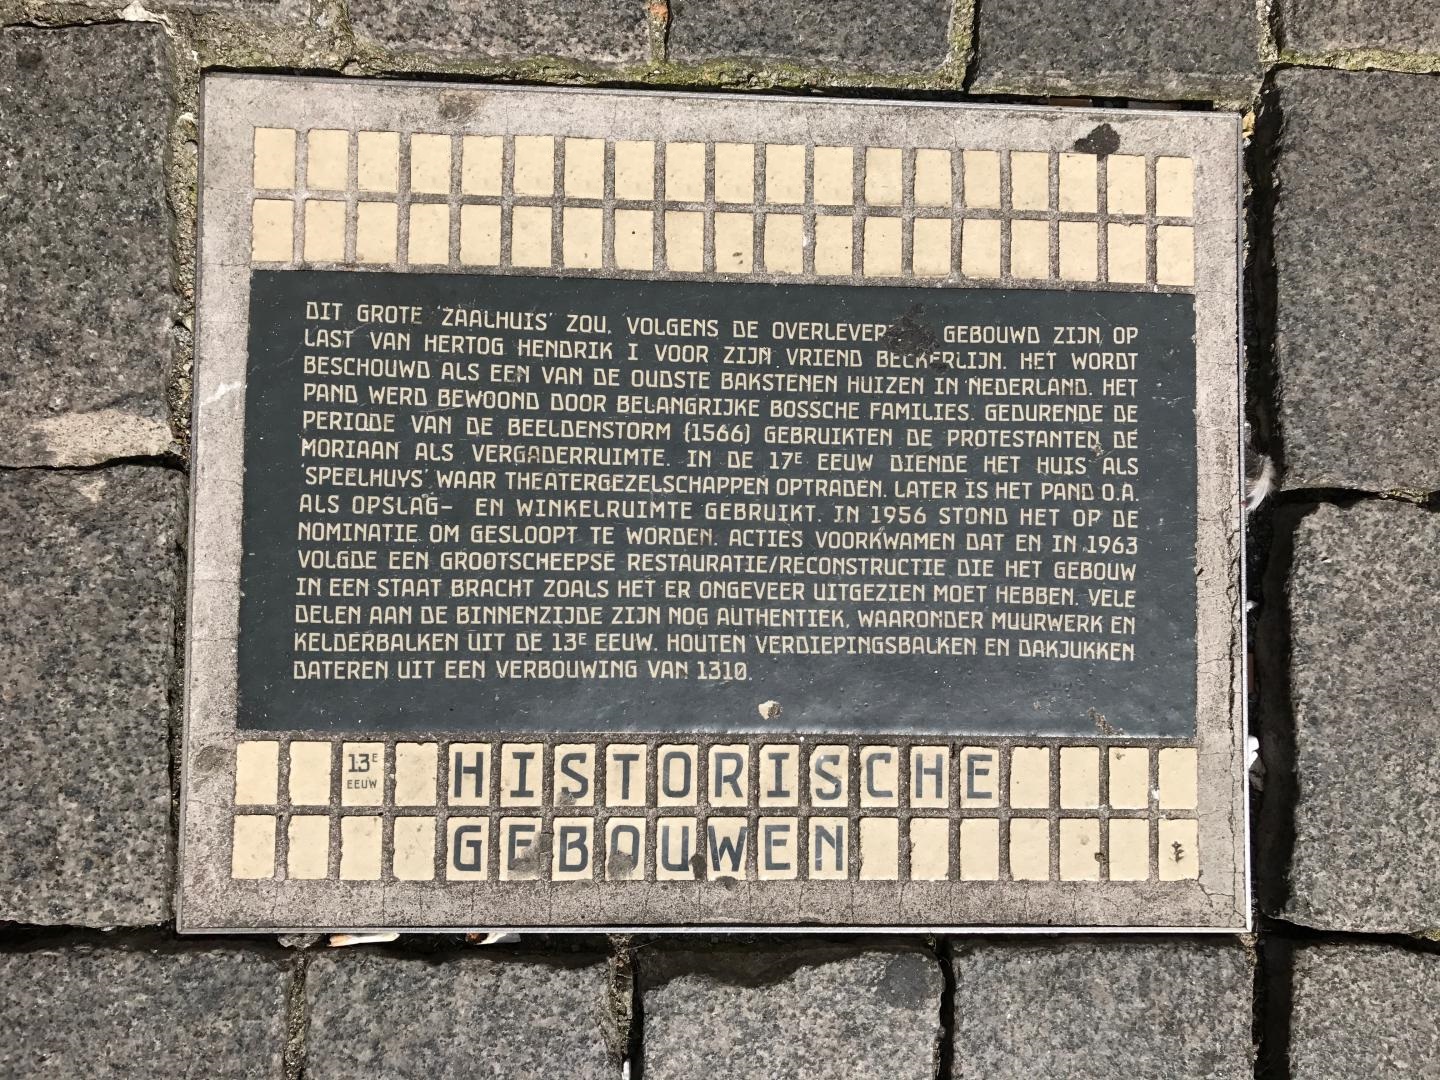 DIT GROTE 'ZAALHUIS' ZOU, VOLGENS DE GEBOUWD ZIJN OP
LAST VAN HERTOG HENDRIK I VOOR ZIJN VRIEND BECKERLIJN. HET WORDT
BESCHOUWD ALS EEN VAN DE OUDSTE BAKSTENEN HUIZEN IN NEDERLAND. HET
PAND WERD BEWOOND DOOR BELANGRIJKE BOSSCHE FAMILIES. GEDURENDE DE
PERIODE VAN DE BEELDENSTORM (1566) GEBRUIKTEN DE PROTESTANTEN DE
MORIAAN ALS VERGADERRUIMTE. IN DE 17E EEUW DIENDE HET HUIS ALS
'SPEELHUYS' WAAR THEATERGEZELSCHAPPEN OPTRADEN. LATER IS HET PAND O.A.
ALS OPSLAG- EN WINKELRUIMTE GEBRUIKT. IN 1956 STOND HET OP DE
NOMINATIE OM GESLOOPT TE WORDEN. ACTIES VOORKWAMEN DAT EN IN 1963
VOLGDE EEN GROOTSCHEEPSE RESTAURATIE/RECONSTRUCTIE DIE HET GEBOUW
IN EEN STAAT BRACHT ZOALS HET ER ONGEVEER UITGEZIEN MOET HEBBEN. VELE
DELEN AAN DE BINNENZIJDE ZIJN NOG AUTHENTIEK, WAARONDER MUURWERK EN
KELDERBALKEN UIT DE 13E EEUW. HOUTEN VERDIEPINGSBALKEN EN DAKJUKKEN
DATEREN UIT EEN VERBOUWING VAN 1310.
13E
EEUW
HISTORISCHE
GEBOUWEN